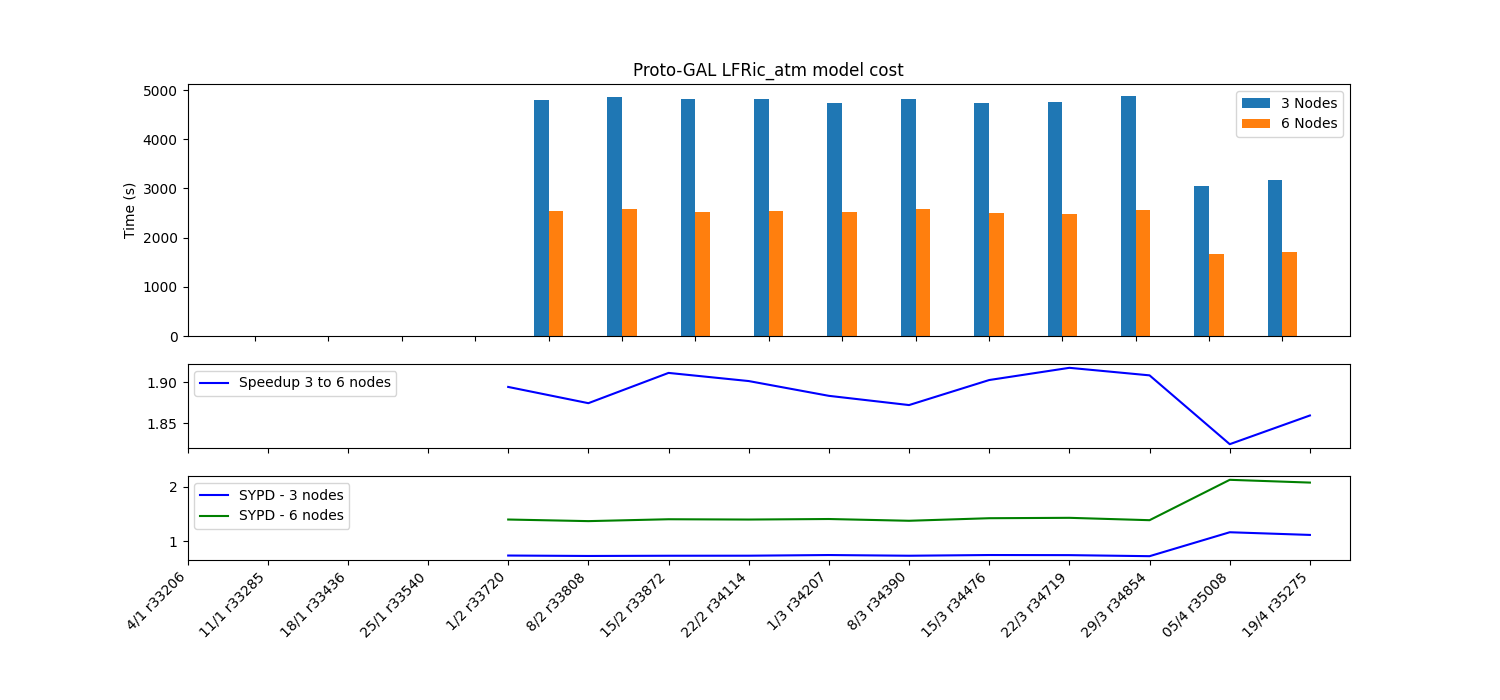 Proto-GAL LFRic_atm model cost
5000
4000
3000
2000
1000
0
Time (s)
3 Nodes
6 Nodes
1.90
1.85
Speedup 3 to 6 nodes
2
1
SYPD - 3 nodes
SYPD - 6 nodes
4/1 r33206
11/1 r33285
18/1 r33436
25/1 r33540
1/2 r33720
8/2 r33808
15/2 r33872
22/2 r34114
1/3 r34207
8/3 r34390
15/3 r34476
22/3 r34719
29/3 r34854
05/4 r35008
19/4 r35275